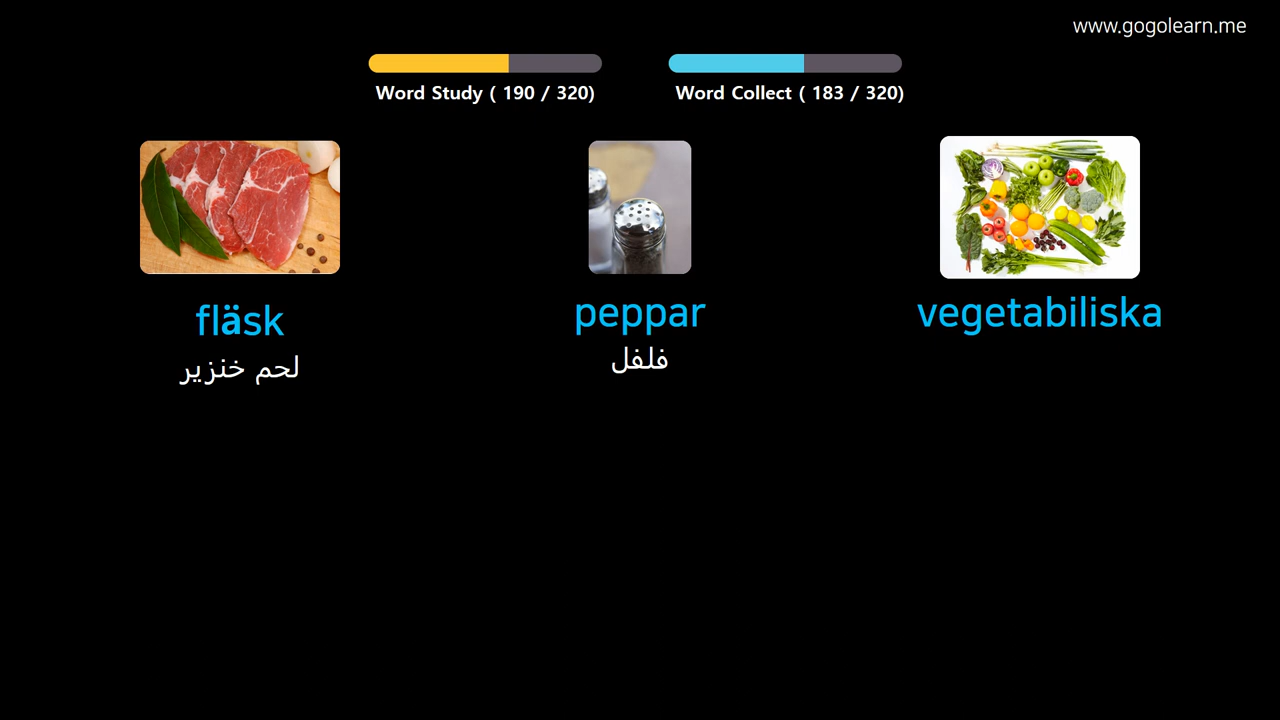 www.gogolearn.me
Word Study ( 190 / 320)
Word Collect ( 183 / 320)
fläsk
لحم خنزير
peppar
فلفل
vegetabiliska